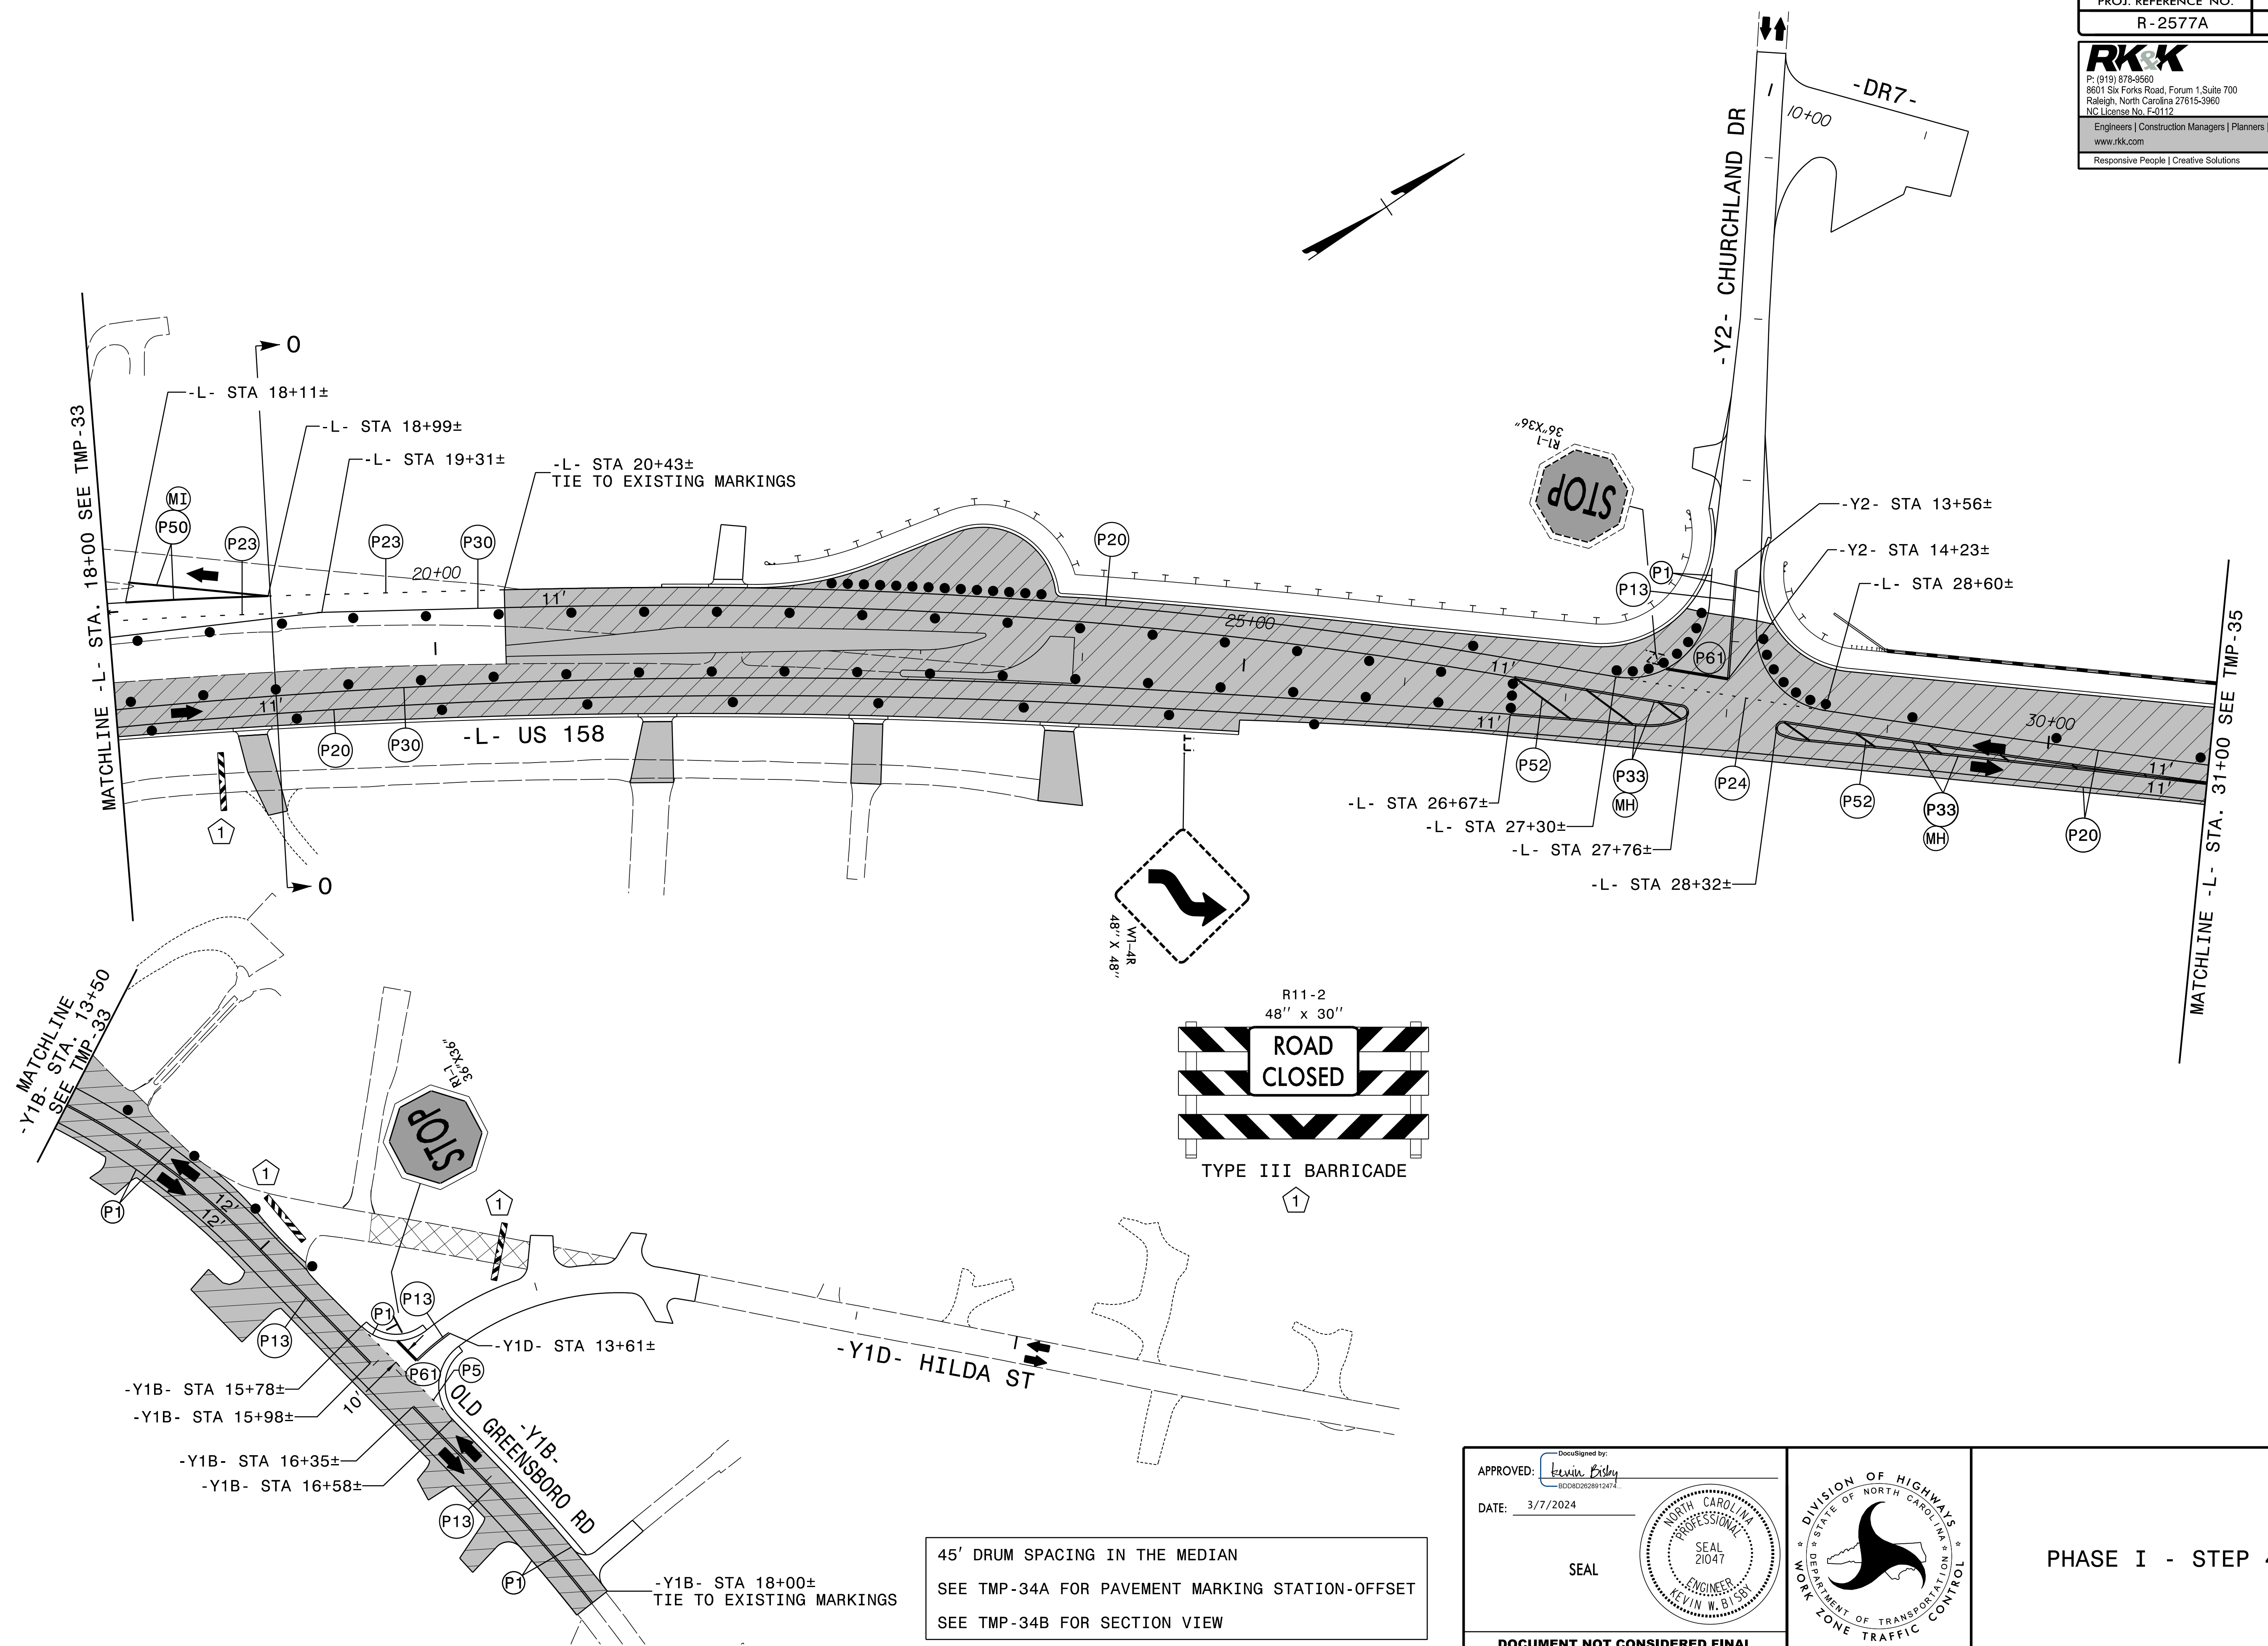 PROJ. REFERENCE NO.
R-2577A
RK&K
P: (919) 878-9560
8601 Six Forks Road, Forum 1,Suite 700
Raleigh, North Carolina 27615-3960
NC License No. F-0112
Engineers | Construction Managers | Planners |
www.rkk.com
Responsive People | Creative Solutions
-DR7-
10+00
-Y2- CHURCHLAND DR
MATCHLINE -L- STA. 18+00 SEE TMP-33
0
-L- STA 18+11±
-L- STA 18+99±
-L- STA 19+31±
-L- STA 20+43±
TIE TO EXISTING MARKINGS
MI
P50
P23
P23
P30
20+00
11'
P20
25+00
R1-1
36"X36"
STOP
P1
P13
P61
-Y2- STA 13+56±
-Y2- STA 14+23±
-L- STA 28+60±
11'
P20
P30
-L- US 158
1
0
11'
11'
P52
P33
MH
P24
P52
P33
MH
P20
30+00
11'
11'
-L- STA 26+67±
-L- STA 27+30±
-L- STA 27+76±
-L- STA 28+32±
MATCHLINE -L- STA. 31+00 SEE TMP-35
W1-4R
48" X 48"
R11-2
48" x 30"
ROAD
CLOSED
TYPE III BARRICADE
1
MATCHLINE
-Y1B- STA. 13+50
SEE TMP-33
R1-1
36"X36"
STOP
1
1
P1
12'
12'
P13
P1
P13
-Y1D- STA 13+61±
P61
P5
-Y1D- HILDA ST
-Y1B- STA 15+78±
-Y1B- STA 15+98±
10'
-Y1B- STA 16+35±
-Y1B- STA 16+58±
-Y1B-
OLD GREENSBORO RD
P13
P1
-Y1B- STA 18+00±
TIE TO EXISTING MARKINGS
45' DRUM SPACING IN THE MEDIAN
SEE TMP-34A FOR PAVEMENT MARKING STATION-OFFSET
SEE TMP-34B FOR SECTION VIEW
DocuSigned by:
APPROVED: Kevin Bisby
BDD8D2628912474...
DATE: 3/7/2024
SEAL
NORTH CAROLINA
PROFESSIONAL
SEAL
21047
ENGINEER
KEVIN W. BISBY
DOCUMENT NOT CONSIDERED FINAL
DIVISION OF HIGHWAYS
STATE OF NORTH CAROLINA
DEPARTMENT OF TRANSPORTATION
WORK ZONE TRAFFIC CONTROL
PHASE I - STEP